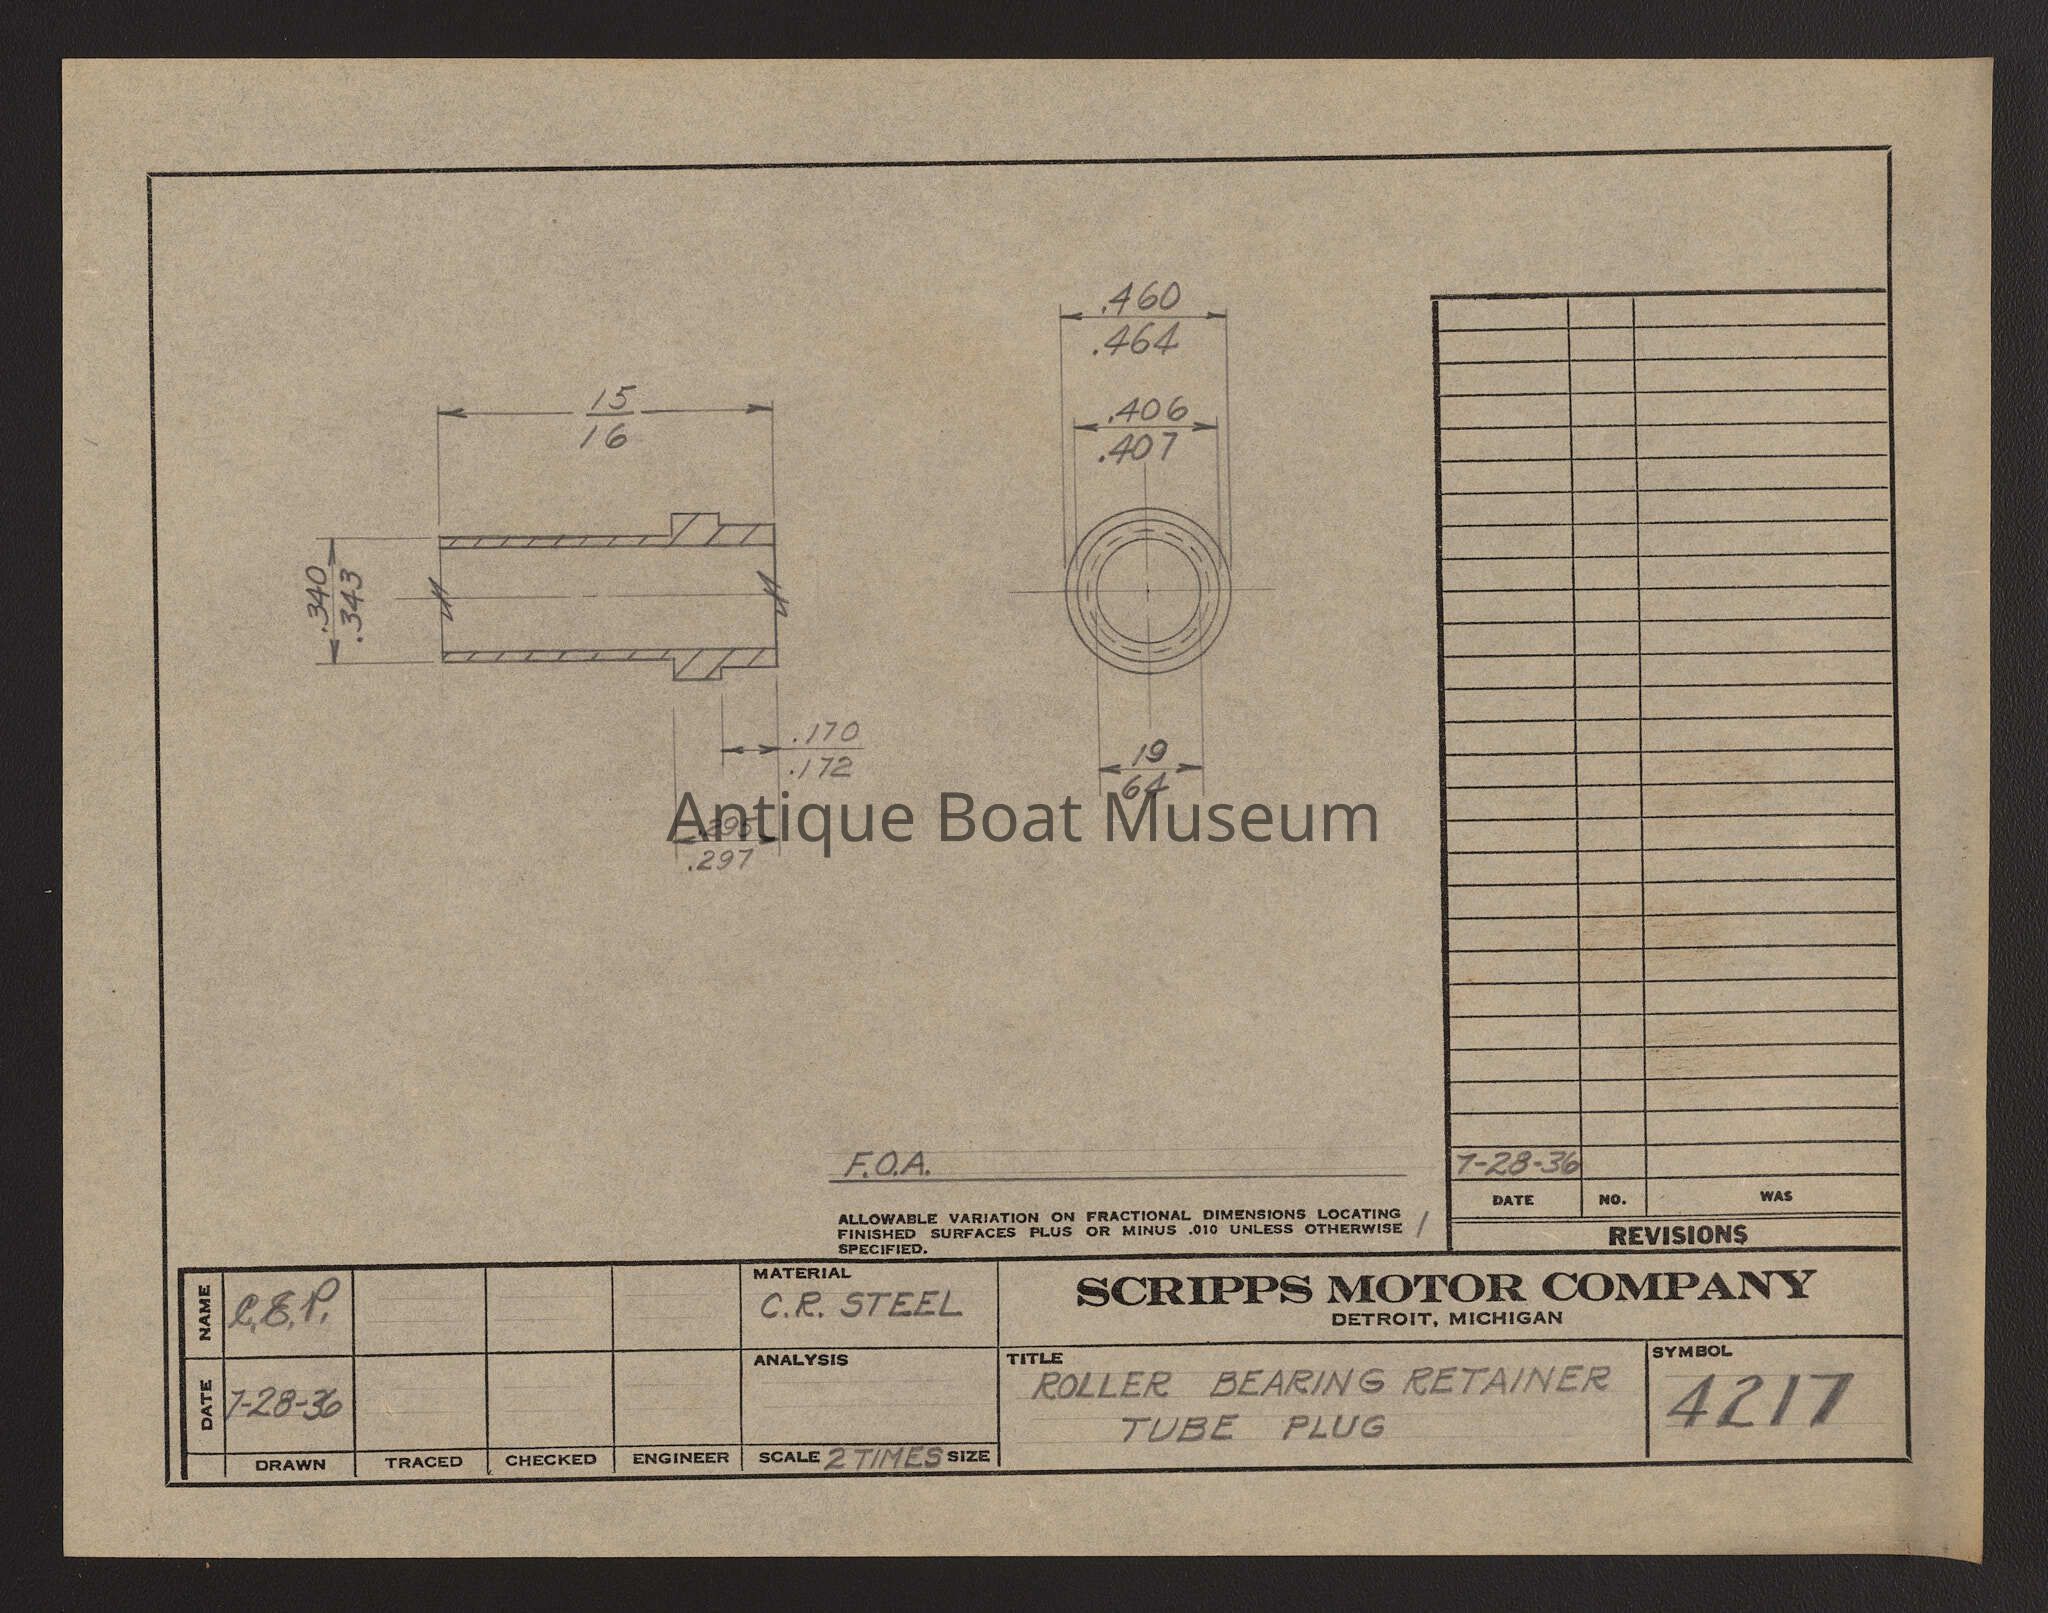 .460
.464
15
16
.406
.407
.340
.343
.170
.172
19
64
.295
.297
Antique Boat Museum
F.O.A.
ALLOWABLE VARIATION ON FRACTIONAL DIMENSIONS LOCATING
FINISHED SURFACES PLUS OR MINUS .010 UNLESS OTHERWISE
SPECIFIED.
7-28-36
DATE NO. WAS
REVISIONS
NAME C.E.P.
DATE 7-28-36
DRAWN TRACED CHECKED ENGINEER
MATERIAL
C.R. STEEL
ANALYSIS
SCALE 2 TIMES SIZE
SCRIPPS MOTOR COMPANY
DETROIT, MICHIGAN
TITLE
ROLLER BEARING RETAINER
TUBE PLUG
SYMBOL
4217